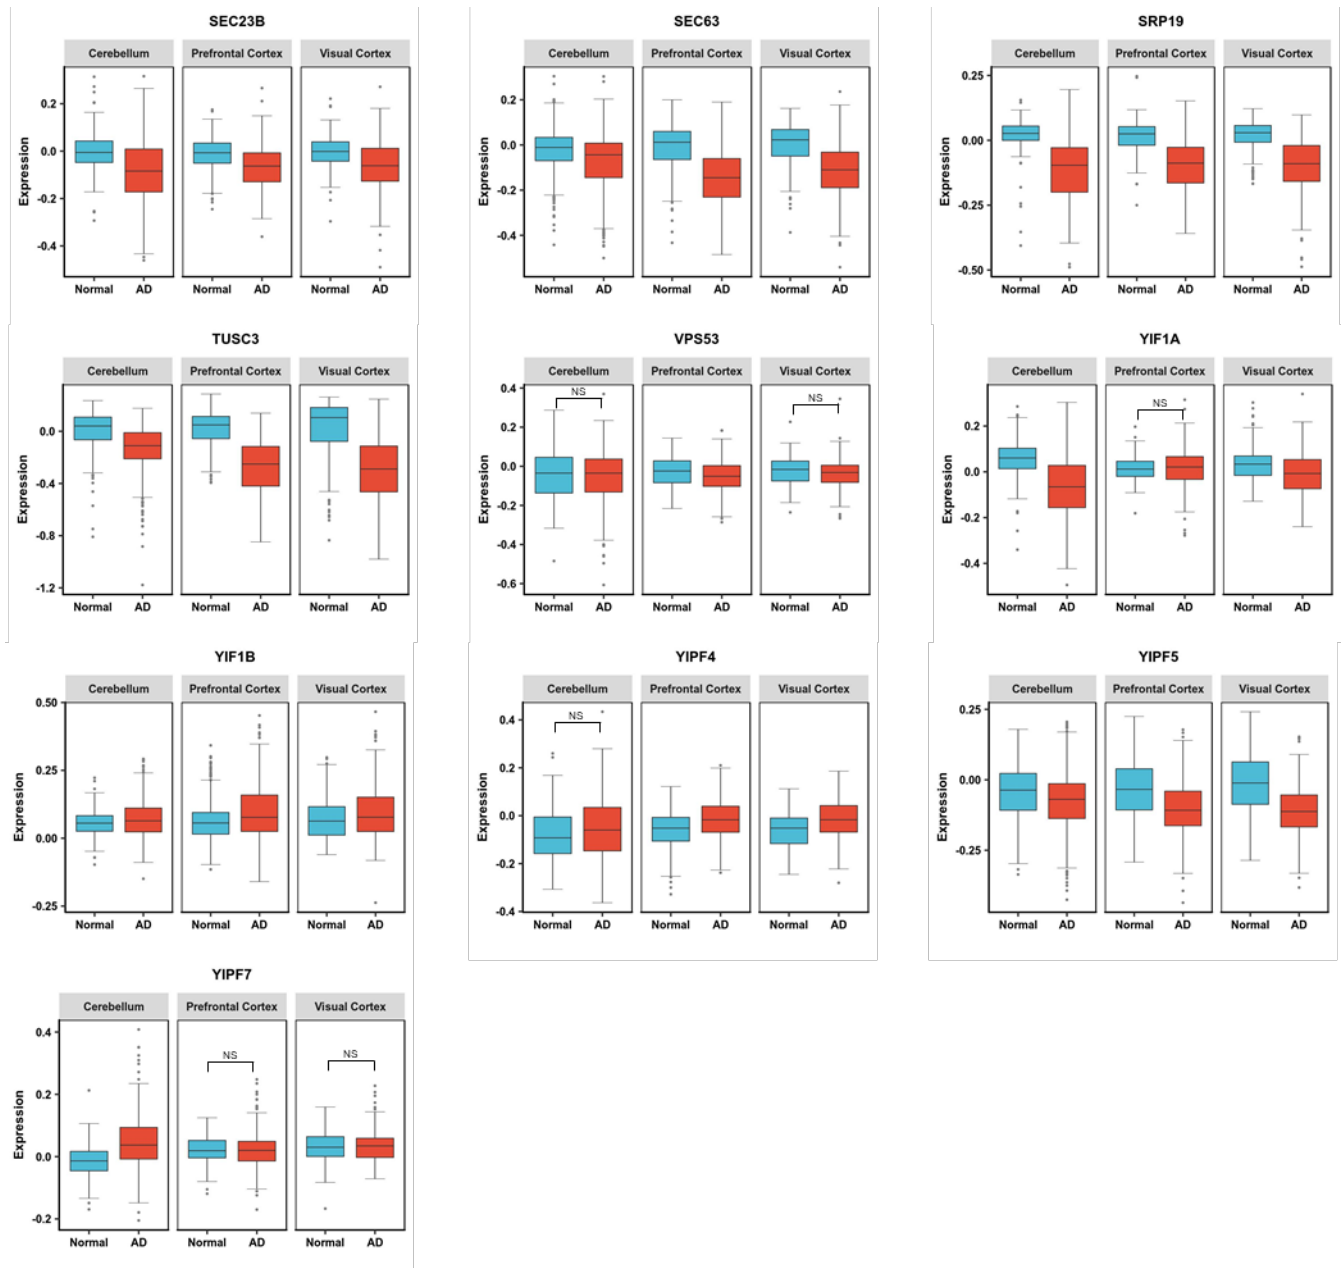 SEC23B
Cerebellum Prefrontal Cortex Visual Cortex
Expression
0.2
0.0
-0.2
-0.4
Normal AD Normal AD Normal AD
SEC63
Cerebellum Prefrontal Cortex Visual Cortex
Expression
0.2
0.0
-0.2
-0.4
Normal AD Normal AD Normal AD
SRP19
Cerebellum Prefrontal Cortex Visual Cortex
Expression
0.25
0.00
-0.25
-0.50
Normal AD Normal AD Normal AD
TUSC3
Cerebellum Prefrontal Cortex Visual Cortex
Expression
0.0
-0.4
-0.8
-1.2
Normal AD Normal AD Normal AD
VPS53
Cerebellum Prefrontal Cortex Visual Cortex
NS NS
Expression
0.4
0.2
0.0
-0.2
-0.4
-0.6
Normal AD Normal AD Normal AD
YIF1A
Cerebellum Prefrontal Cortex Visual Cortex
NS
Expression
0.2
0.0
-0.2
-0.4
Normal AD Normal AD Normal AD
YIF1B
Cerebellum Prefrontal Cortex Visual Cortex
Expression
0.50
0.25
0.00
-0.25
Normal AD Normal AD Normal AD
YIPF4
Cerebellum Prefrontal Cortex Visual Cortex
NS
Expression
0.4
0.2
0.0
-0.2
-0.4
Normal AD Normal AD Normal AD
YIPF5
Cerebellum Prefrontal Cortex Visual Cortex
Expression
0.25
0.00
-0.25
Normal AD Normal AD Normal AD
YIPF7
Cerebellum Prefrontal Cortex Visual Cortex
NS NS
Expression
0.4
0.2
0.0
-0.2
Normal AD Normal AD Normal AD